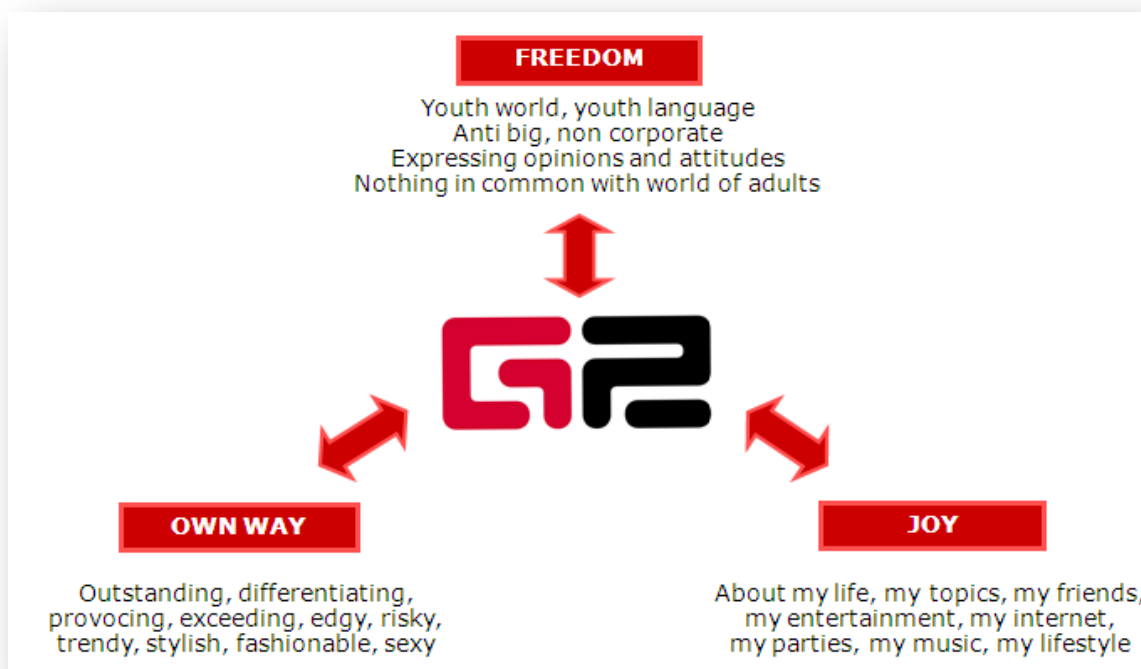 FREEDOM
Youth world, youth language
Anti big, non corporate
Expressing opinions and attitudes
Nothing in common with world of adults
G2
OWN WAY
Outstanding, differentiating,
provocing, exceeding, edgy, risky,
trendy, stylish, fashionable, sexy
JOY
About my life, my topics, my friends,
my entertainment, my internet,
my parties, my music, my lifestyle